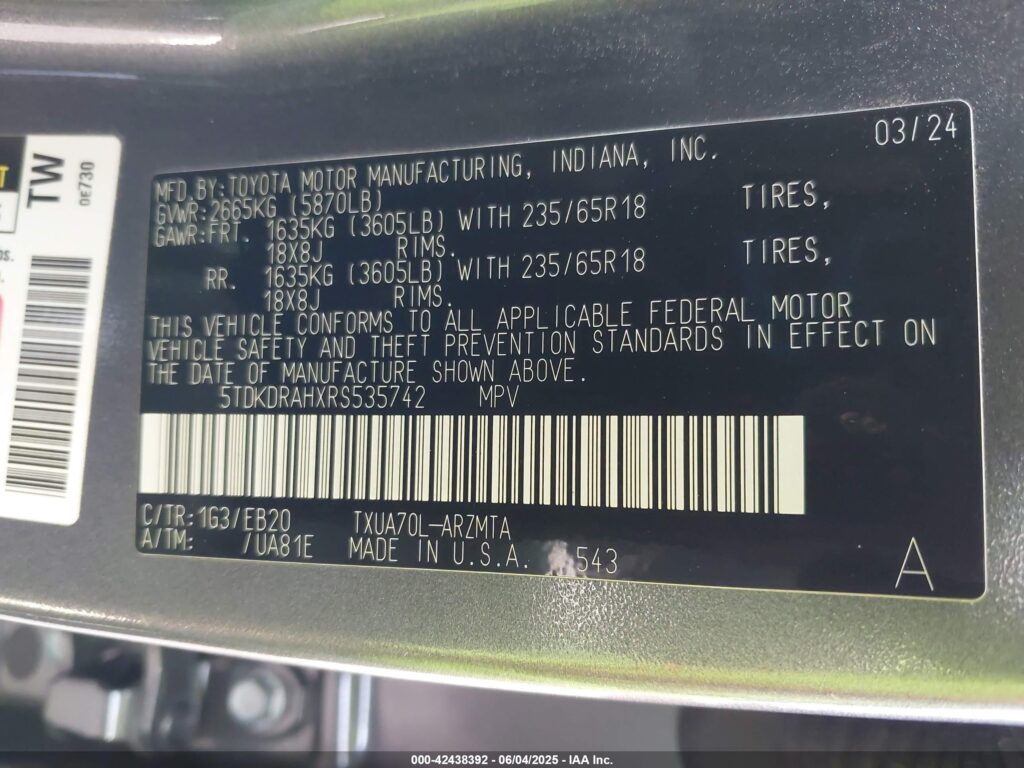 TW
0E730
03/24
MFD.BY:TOYOTA MOTOR MANUFACTURING, INDIANA, INC.
GVWR:2665KG (5870LB)
GAWR:FRT. 1635KG (3605LB) WITH 235/65R18 TIRES,
18X8J RIMS.
RR. 1635KG (3605LB) WITH 235/65R18 TIRES,
18X8J RIMS.
THIS VEHICLE CONFORMS TO ALL APPLICABLE FEDERAL MOTOR
VEHICLE SAFETY AND THEFT PREVENTION STANDARDS IN EFFECT ON
THE DATE OF MANUFACTURE SHOWN ABOVE.
5TDKDRAHXRS535742 MPV
C/TR:1G3/EB20 TXUA70L-ARZMTA
A/TM: /UA81E MADE IN U.S.A. 543
A
000-42438392 - 06/04/2025 - IAA Inc.